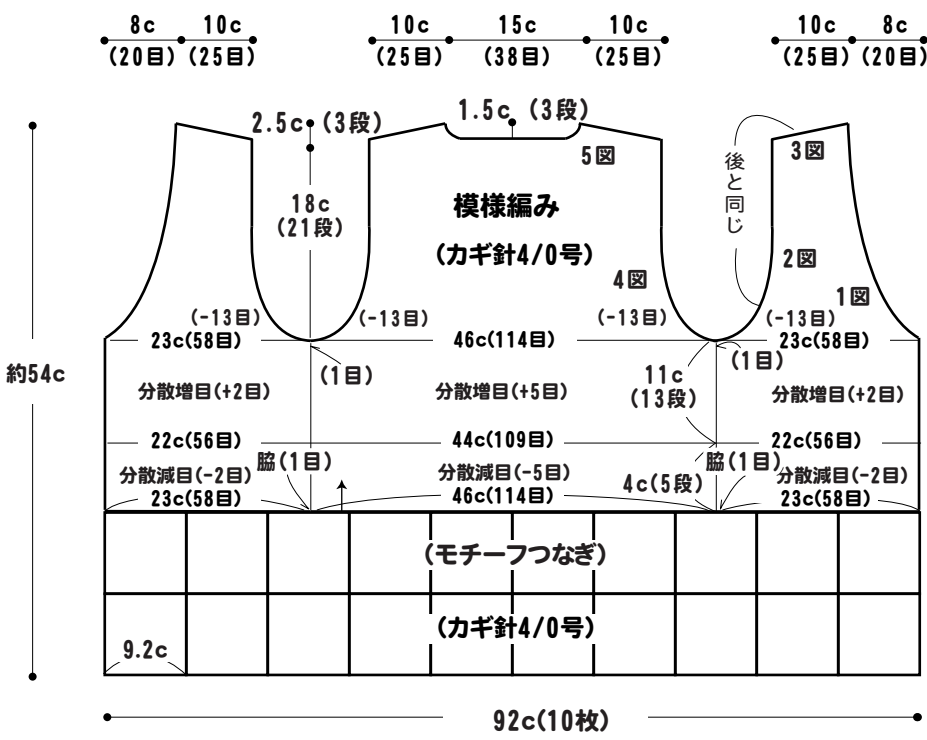 8c 10c 10c 15c 10c 10c 8c
(20目) (25目) (25目) (38目) (25目) (25目) (20目)
2.5c (3段) 1.5c (3段)
5図 3図
後と同じ
18c
(21段)
模様編み
(カギ針4/0号)
2図
4図
1図
(-13目) (-13目) (-13目) (-13目)
23c(58目) 46c(114目) 23c(58目)
(1目) (1目)
約54c
11c
(13段)
分散増目(+2目) 分散増目(+5目) 分散増目(+2目)
22c(56目) 44c(109目) 22c(56目)
脇(1目) 脇(1目)
分散減目(-2目) 分散減目(-5目) 分散減目(-2目)
4c(5段)
23c(58目) 46c(114目) 23c(58目)
(モチーフつなぎ)
(カギ針4/0号)
9.2c
92c(10枚)